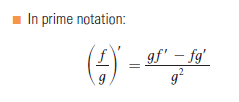 ■ In prime notation:
(f/g)' = (gf' − fg')/g²